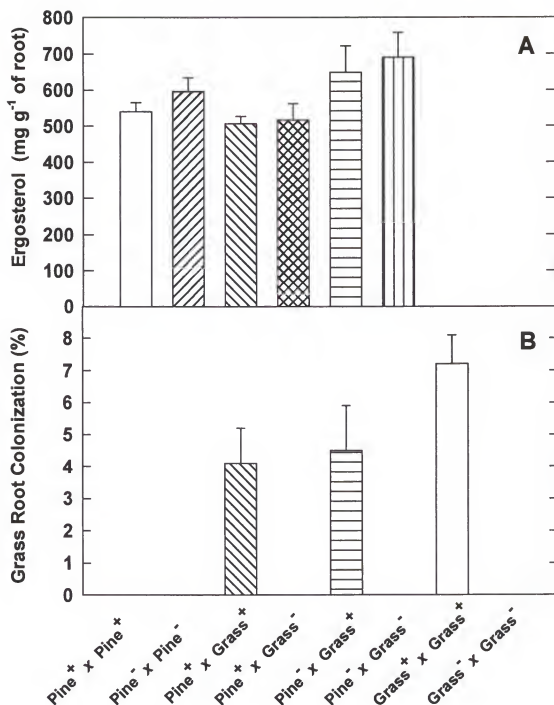 Ergosterol (mg g⁻¹ of root)
800
700
600
500
400
300
200
100
0
A
Grass Root Colonization (%)
8
7
6
5
4
3
2
1
0
B
Pine⁺ x Pine⁺
Pine⁻ x Pine⁻
Pine⁺ x Grass⁺
Pine⁺ x Grass⁻
Pine⁻ x Grass⁺
Pine⁻ x Grass⁻
Grass⁺ x Grass⁺
Grass⁻ x Grass⁻